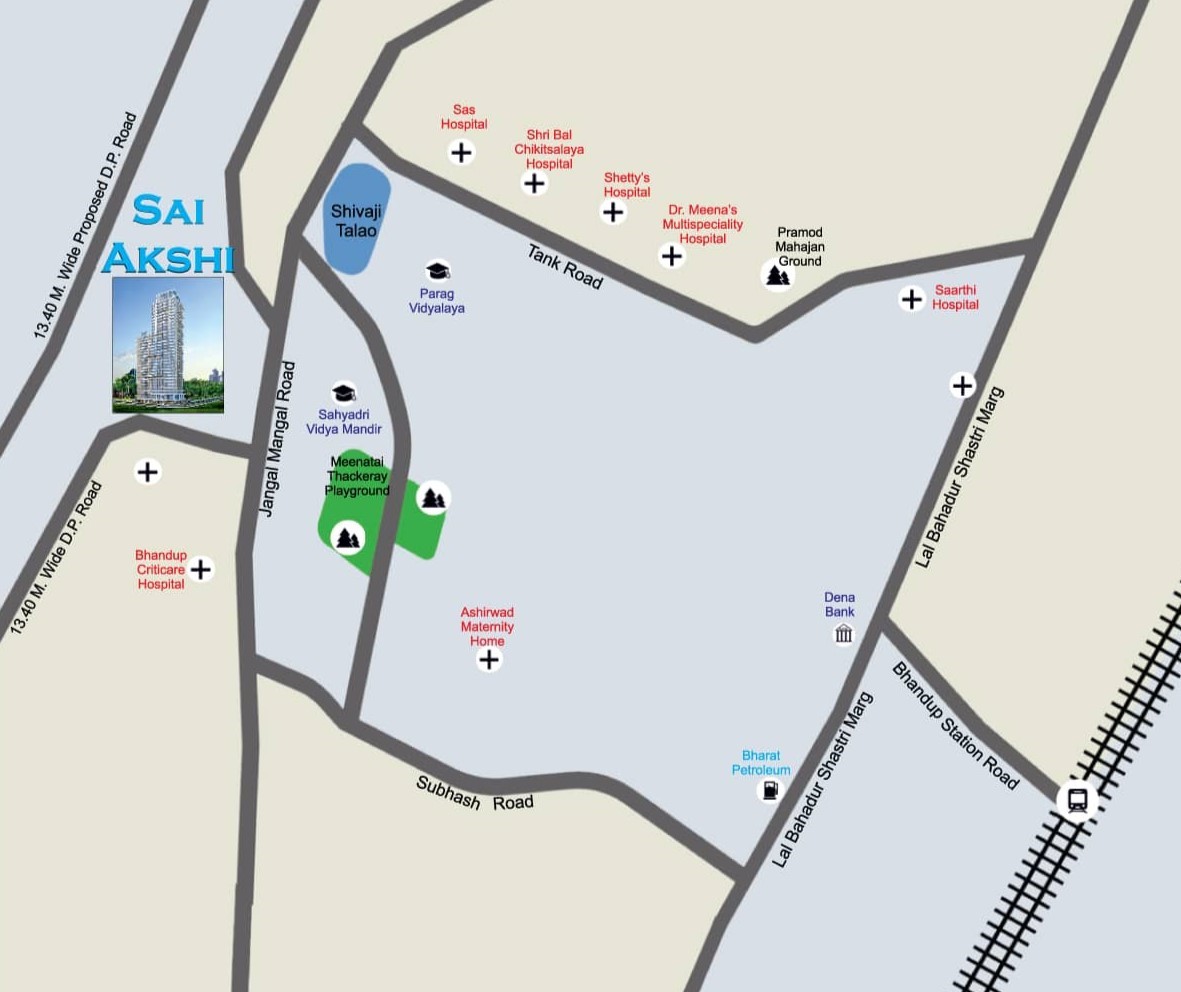 Sas
Hospital
Shri Bal
Chikitsalaya
Hospital
Shetty's
Hospital
Dr. Meena's
Multispeciality
Hospital
Pramod
Mahajan
Ground
13.40 M. Wide Proposed D.P. Road
SAI
AKSHI
Shivaji
Talao
Tank Road
Parag
Vidyalaya
Saarthi
Hospital
Jangal Mangal Road
Sahyadri
Vidya Mandir
Lal Bahadur Shastri Marg
Meenatai
Thackeray
Playground
13.40 M. Wide D.P. Road
Bhandup
Criticare
Hospital
Ashirwad
Maternity
Home
Dena
Bank
Bhandup Station Road
Lal Bahadur Shastri Marg
Bharat
Petroleum
Subhash Road